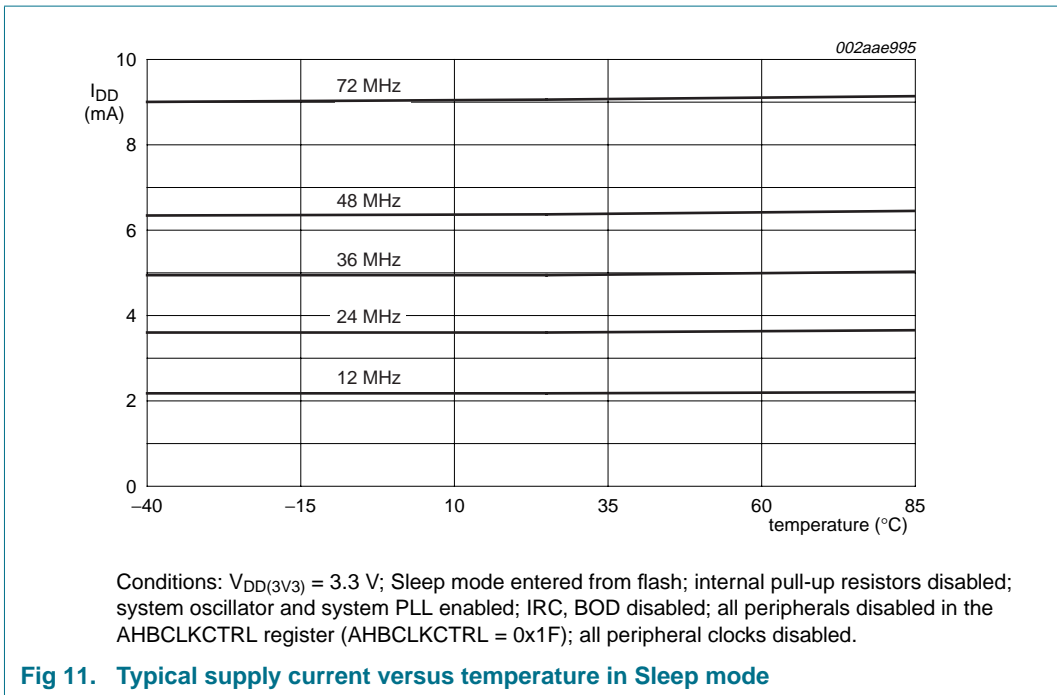 002aae995
10
I_DD
(mA)
8
6
4
2
0
72 MHz
48 MHz
36 MHz
24 MHz
12 MHz
−40
−15
10
35
60
85
temperature (°C)
Conditions: V_DD(3V3) = 3.3 V; Sleep mode entered from flash; internal pull-up resistors disabled;
system oscillator and system PLL enabled; IRC, BOD disabled; all peripherals disabled in the
AHBCLKCTRL register (AHBCLKCTRL = 0x1F); all peripheral clocks disabled.
Fig 11. Typical supply current versus temperature in Sleep mode